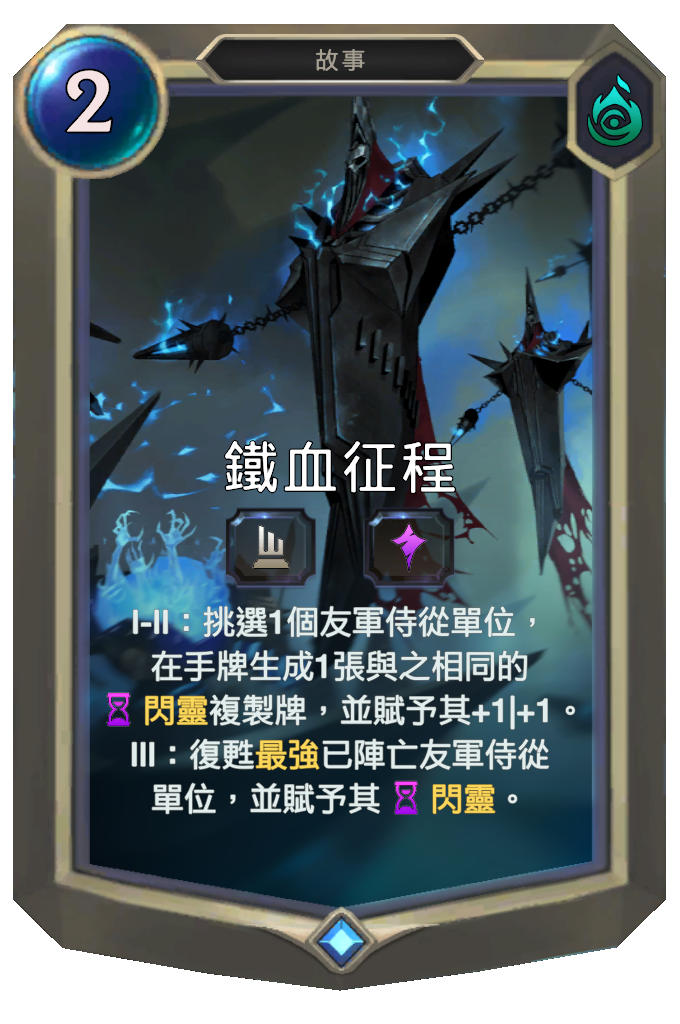 2
故事
鐵血征程
I-II：挑選1個友軍侍從單位，
在手牌生成1張與之相同的
閃靈複製牌，並賦予其+1|+1。
III：復甦最強已陣亡友軍侍從
單位，並賦予其 閃靈。